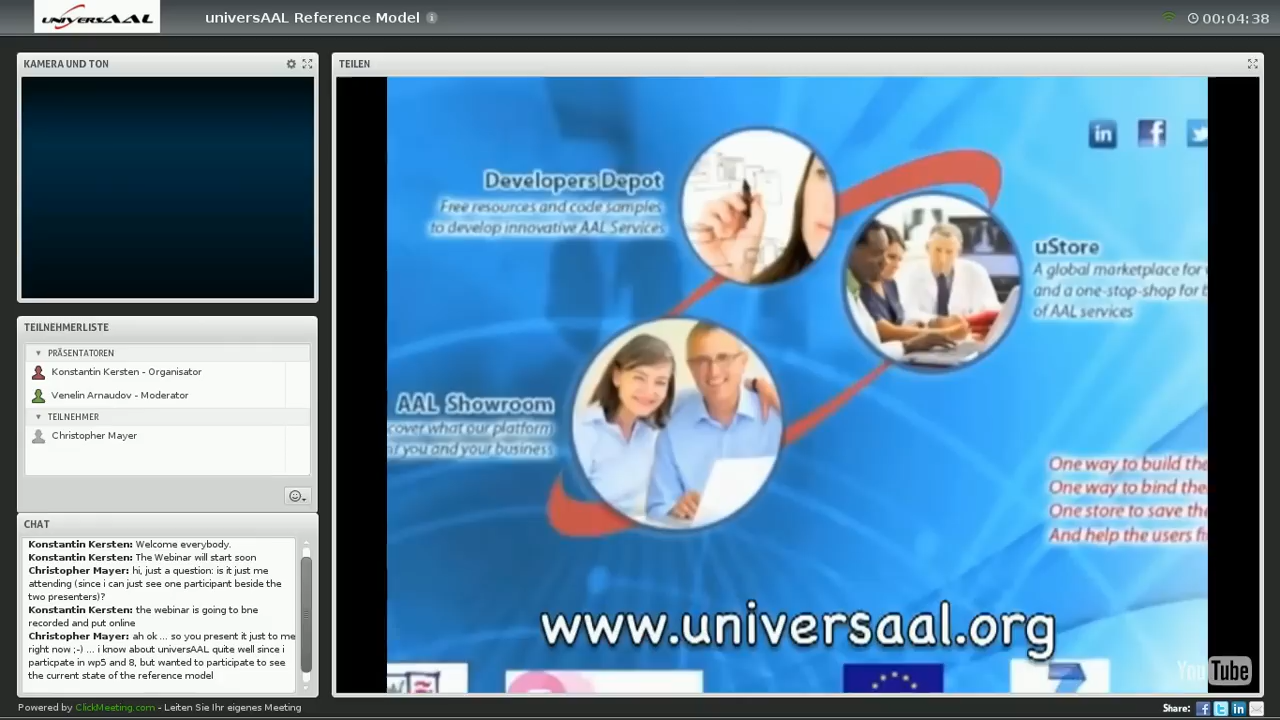 universAAL
universAAL Reference Model
00:04:38
KAMERA UND TON
TEILEN
Developers Depot
Free resources and code samples
to develop innovative AAL Services
in
f
uStore
A global marketplace for
and a one-stop-shop for
of AAL services
AAL Showroom
cover what our platform
you and your business
One way to build the
One way to bind the
One store to save the
And help the users
www.universaal.org
YouTube
TEILNEHMERLISTE
PRÄSENTATOREN
Konstantin Kersten - Organisator
Venelin Arnaudov - Moderator
TEILNEHMER
Christopher Mayer
CHAT
Konstantin Kersten: Welcome everybody.
Konstantin Kersten: The Webinar will start soon
Christopher Mayer: hi, just a question: is it just me
attending (since i can just see one participant beside the
two presenters)?
Konstantin Kersten: the webinar is going to bne
recorded and put online
Christopher Mayer: ah ok ... so you present it just to me
right now ;-) ... i know about universAAL quite well since i
particpate in wp5 and 8, but wanted to participate to see
the current state of the reference model
Powered by ClickMeeting.com - Leiten Sie Ihr eigenes Meeting
Share: